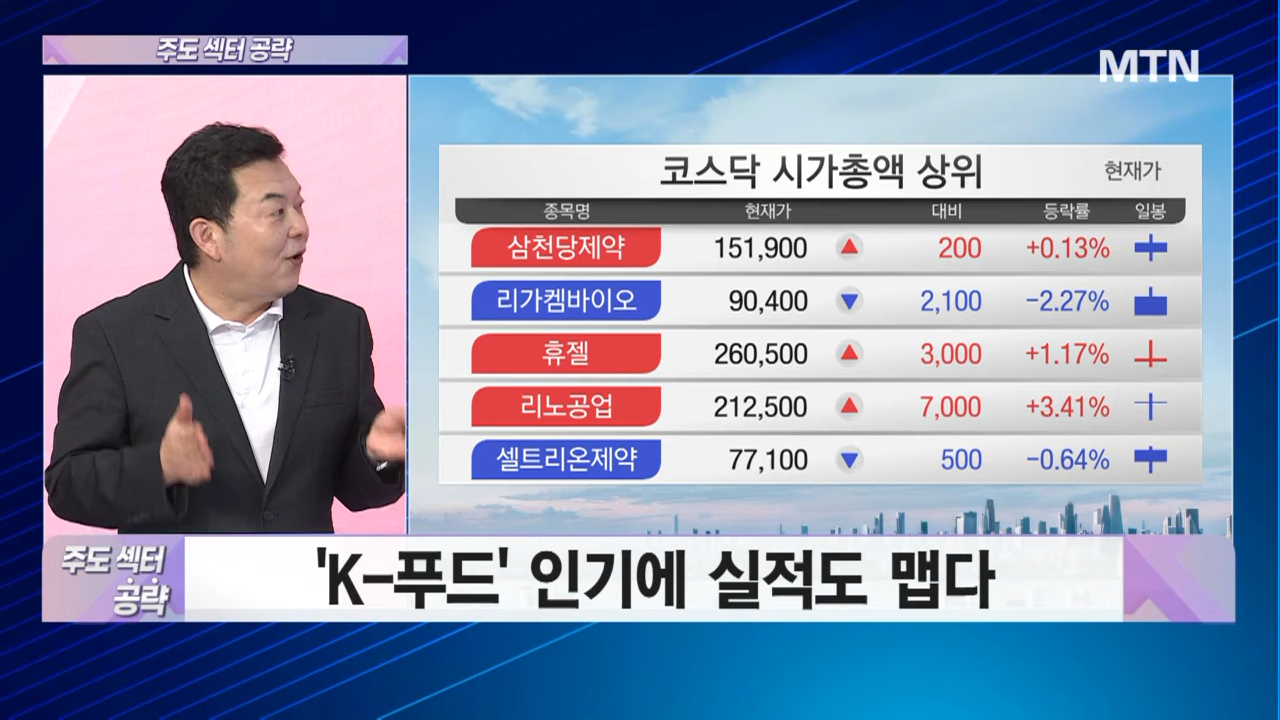 주도 섹터 공략
MTN
코스닥 시가총액 상위
현재가
종목명 현재가 대비 등락률 일봉
삼천당제약 151,900 ▲ 200 +0.13%
리가켐바이오 90,400 ▼ 2,100 -2.27%
휴젤 260,500 ▲ 3,000 +1.17%
리노공업 212,500 ▲ 7,000 +3.41%
셀트리온제약 77,100 ▼ 500 -0.64%
주도 섹터
공략
'K-푸드' 인기에 실적도 맵다